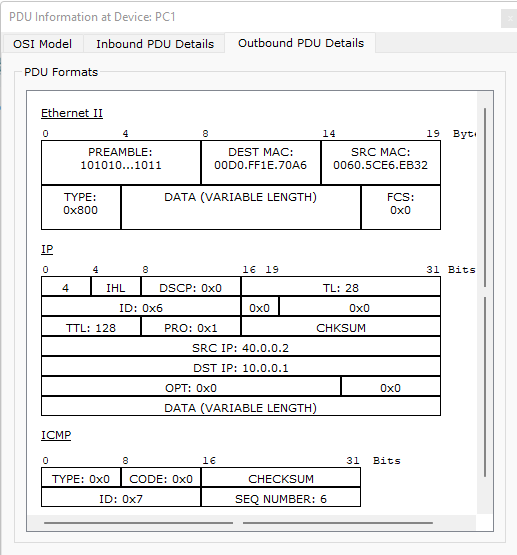 PDU Information at Device: PC1
OSI Model Inbound PDU Details Outbound PDU Details
PDU Formats
Ethernet II
0 4 8 14 19 Byte
PREAMBLE: DEST MAC: SRC MAC:
101010...1011 00D0.FF1E.70A6 0060.5CE6.EB32
TYPE: DATA (VARIABLE LENGTH) FCS:
0x800 0x0
IP
0 4 8 16 19 31 Bits
4 IHL DSCP: 0x0 TL: 28
ID: 0x6 0x0 0x0
TTL: 128 PRO: 0x1 CHKSUM
SRC IP: 40.0.0.2
DST IP: 10.0.0.1
OPT: 0x0 0x0
DATA (VARIABLE LENGTH)
ICMP
0 8 16 31 Bits
TYPE: 0x0 CODE: 0x0 CHECKSUM
ID: 0x7 SEQ NUMBER: 6